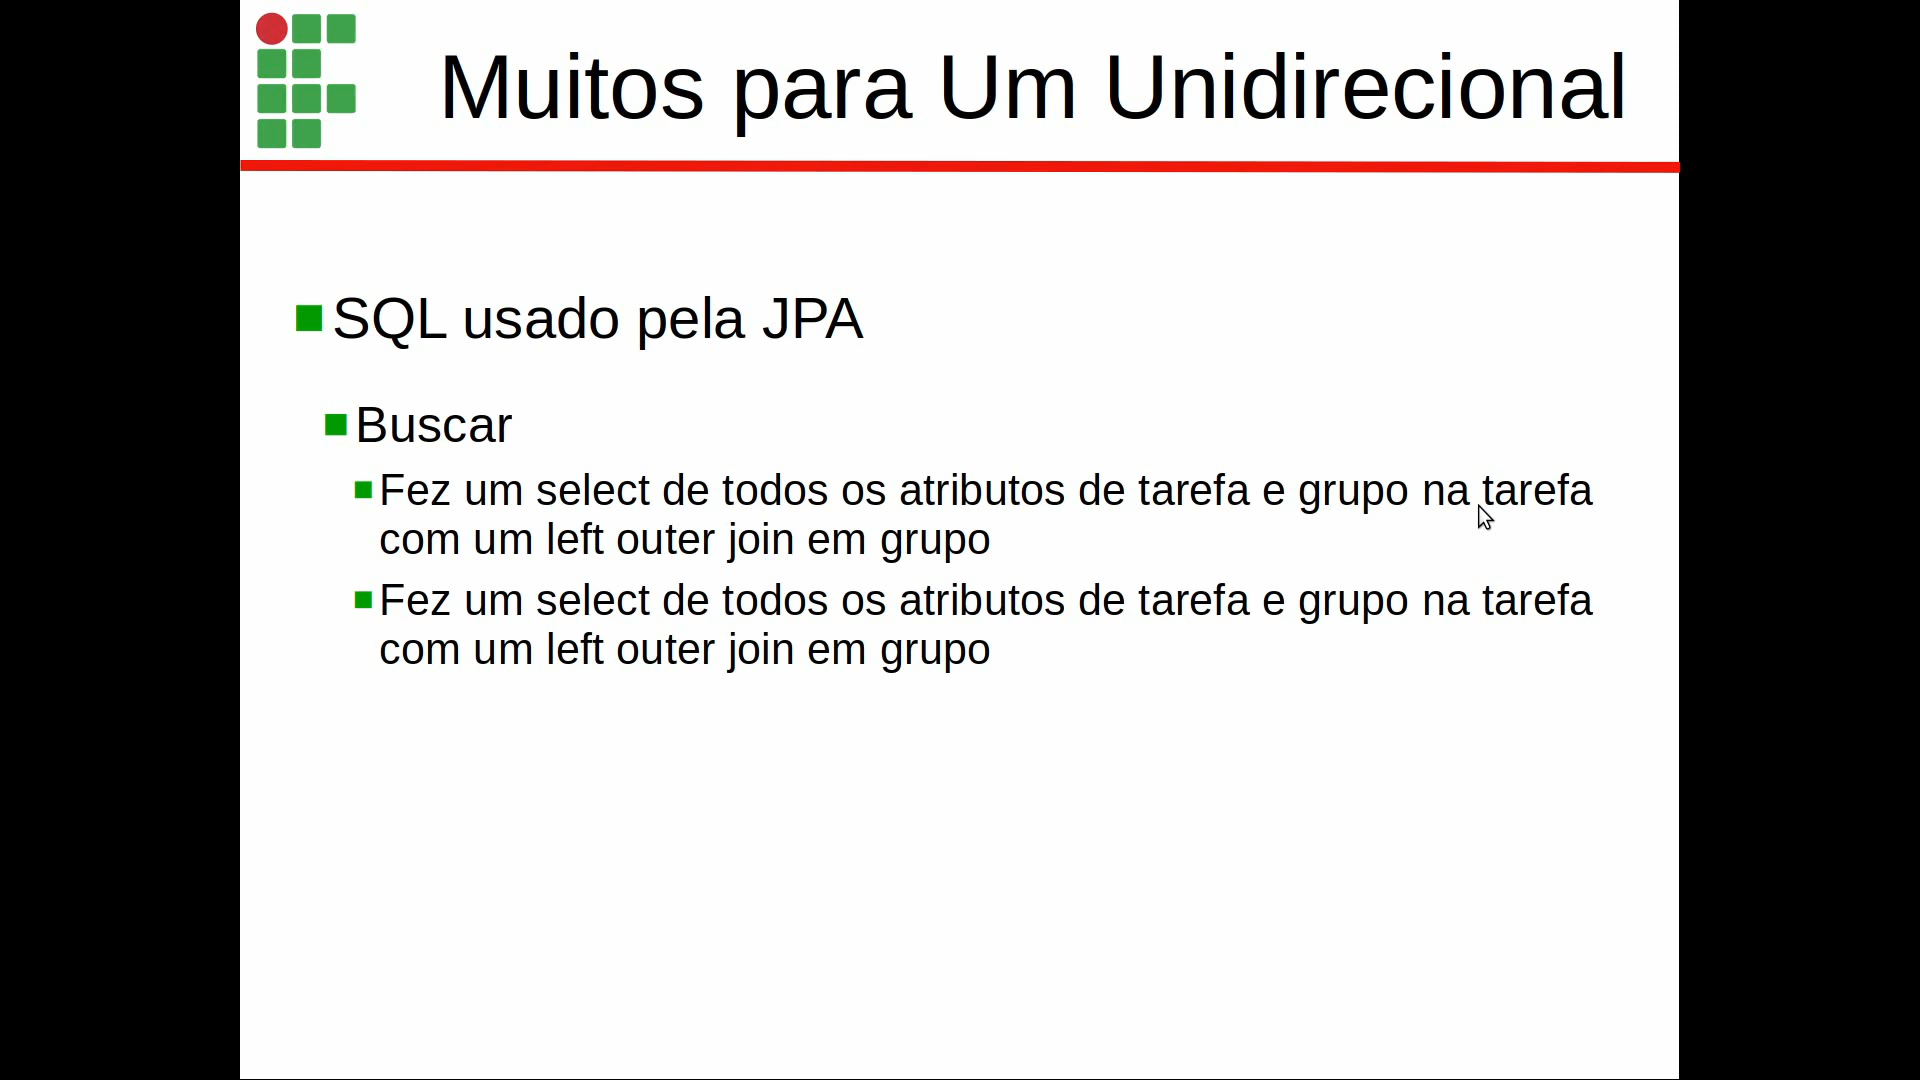 Muitos para Um Unidirecional
SQL usado pela JPA
Buscar
Fez um select de todos os atributos de tarefa e grupo na tarefa
com um left outer join em grupo
Fez um select de todos os atributos de tarefa e grupo na tarefa
com um left outer join em grupo